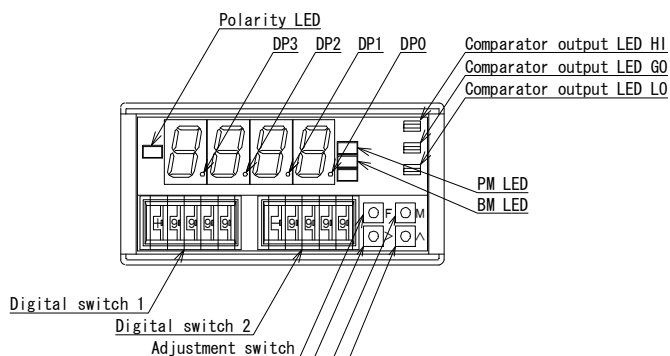 Polarity LED
DP3 DP2 DP1 DP0
Comparator output LED HI
Comparator output LED GO
Comparator output LED LO
PM LED
BM LED
F M
> ^
Digital switch 1
Digital switch 2
Adjustment switch